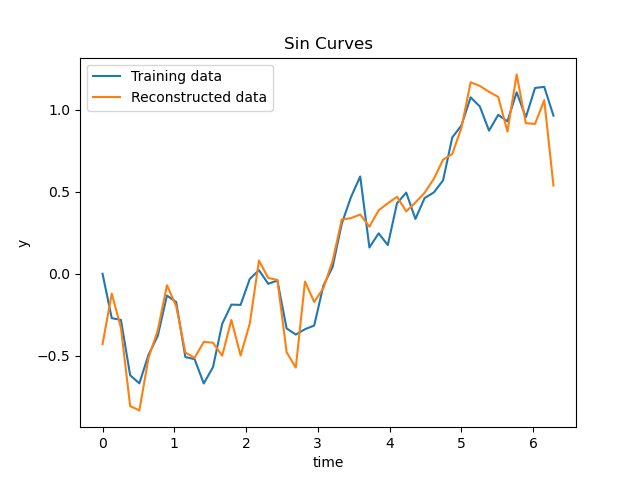 Sin Curves
Training data
Reconstructed data
1.0
0.5
0.0
−0.5
y
0 1 2 3 4 5 6
time